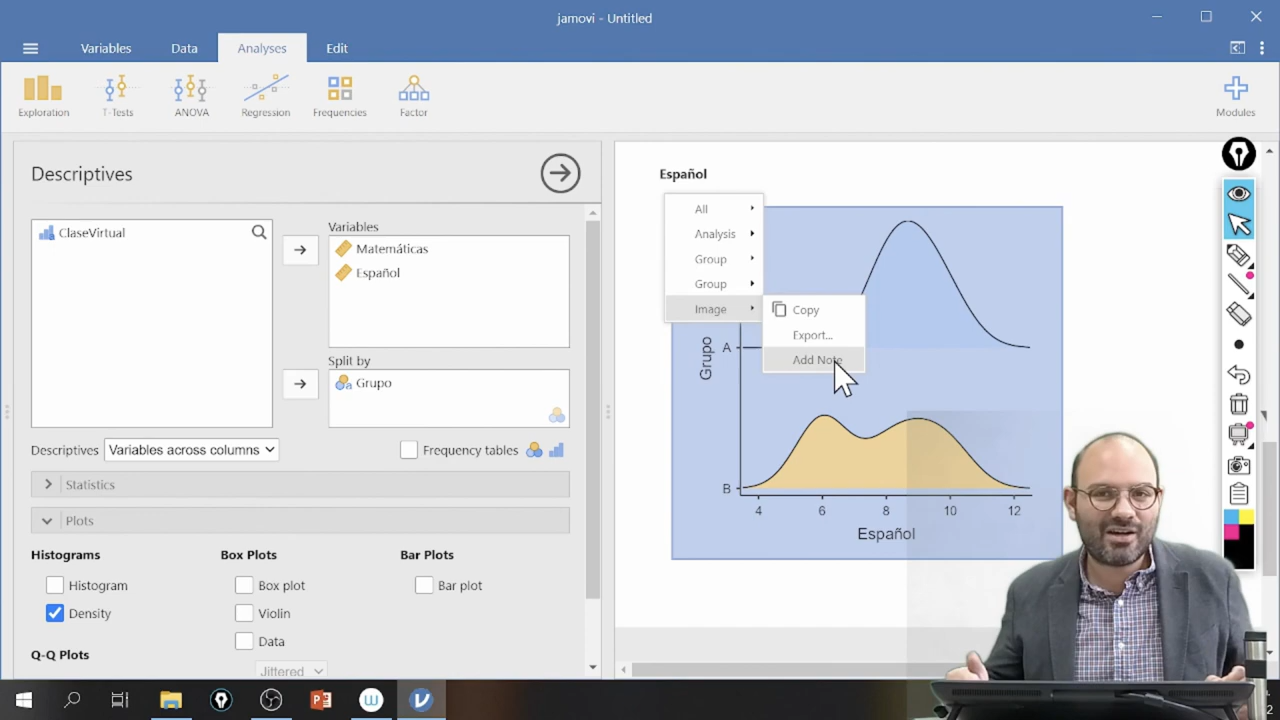 jamovi - Untitled
Variables
Data
Analyses
Edit
Exploration
T-Tests
ANOVA
Regression
Frequencies
Factor
Modules
Descriptives
ClaseVirtual
Variables
Matemáticas
Español
Split by
Grupo
Descriptives
Variables across columns
Frequency tables
Statistics
Plots
Histograms
Box Plots
Bar Plots
Histogram
Box plot
Bar plot
Density
Violin
Data
Q-Q Plots
Jittered
Español
All
Analysis
Group
Group
Image
Copy
Export...
Add Note
Grupo
A
B
4
6
8
10
12
Español